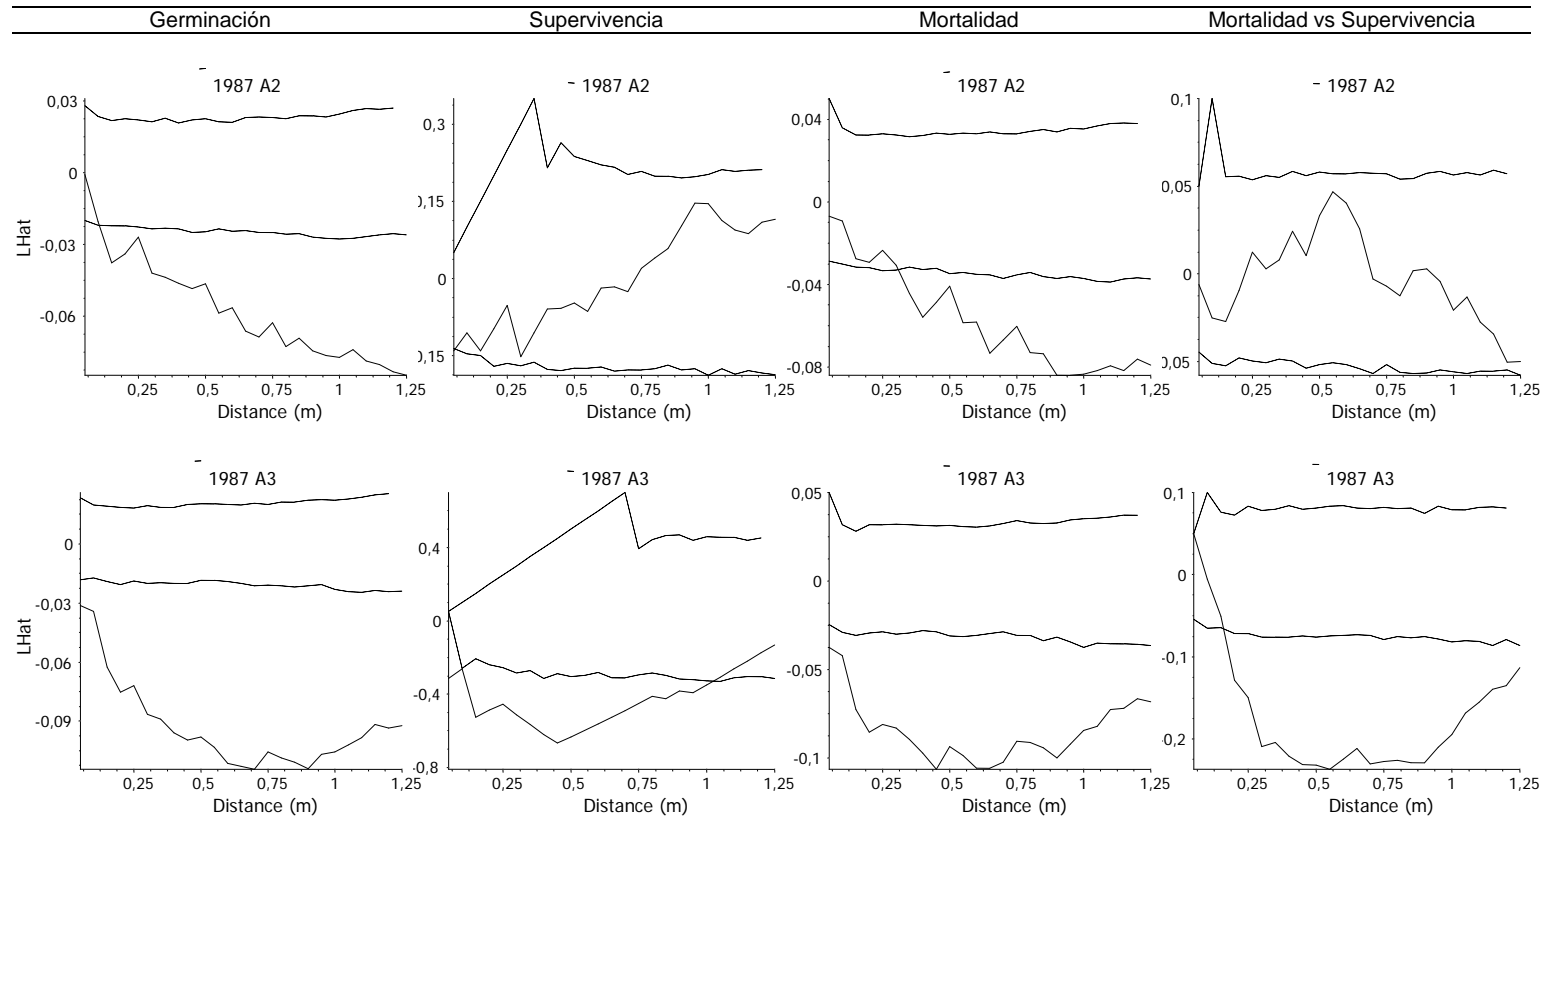 Germinación Supervivencia Mortalidad Mortalidad vs Supervivencia
1987 A2 1987 A2 1987 A2 1987 A2
LHat
0,03
0
-0,03
-0,06
0,25 0,5 0,75 1 1,25
Distance (m)
0,3
0,15
0
0,15
0,25 0,5 0,75 1
Distance (m)
0,04
0
-0,04
-0,08
0,25 0,5 0,75 1 1,25
Distance (m)
0,1
0,05
0
0,05
0,25 0,5 0,75 1 1,25
Distance (m)
1987 A3 1987 A3 1987 A3 1987 A3
LHat
0
-0,03
-0,06
-0,09
0,25 0,5 0,75 1 1,25
Distance (m)
0,4
0
-0,4
-0,8
0,25 0,5 0,75 1 1,25
Distance (m)
0,05
0
-0,05
-0,1
0,25 0,5 0,75 1 1,25
Distance (m)
0,1
0
-0,1
0,2
0,25 0,5 0,75 1 1,25
Distance (m)